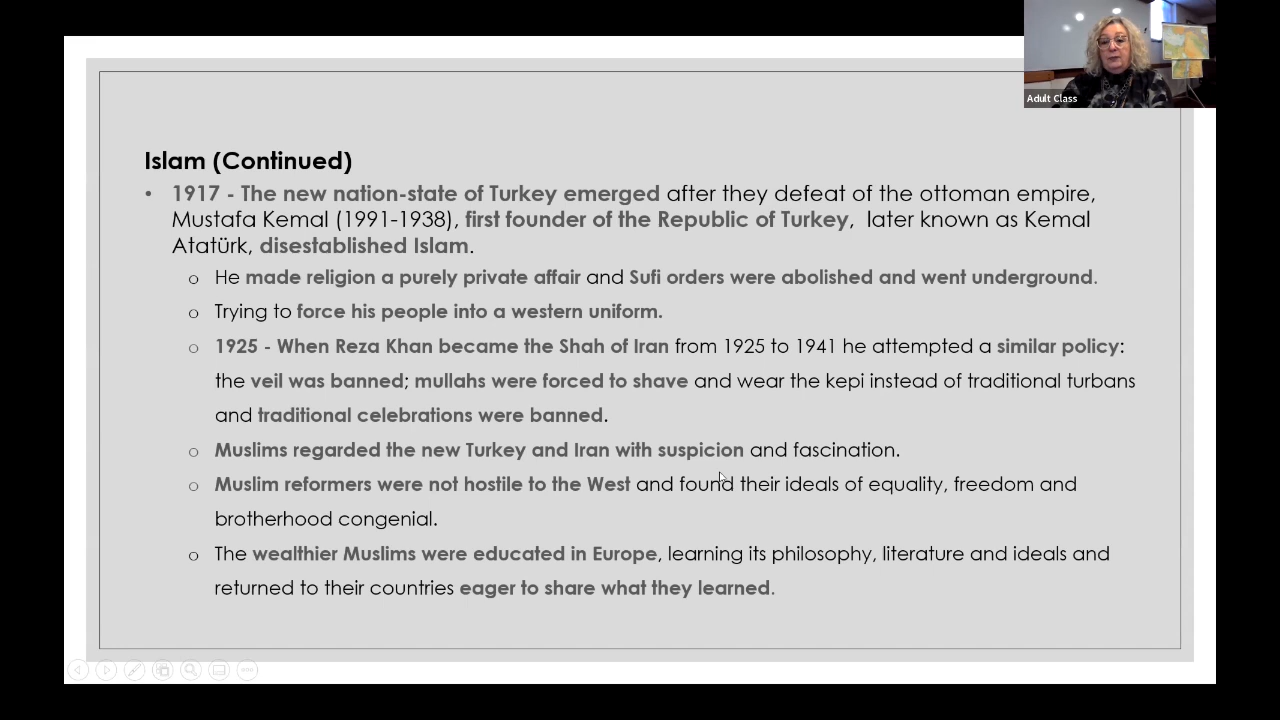 Adult Class
Islam (Continued)
• 1917 - The new nation-state of Turkey emerged after they defeat of the ottoman empire,
Mustafa Kemal (1991-1938), first founder of the Republic of Turkey, later known as Kemal
Atatürk, disestablished Islam.
o He made religion a purely private affair and Sufi orders were abolished and went underground.
o Trying to force his people into a western uniform.
o 1925 - When Reza Khan became the Shah of Iran from 1925 to 1941 he attempted a similar policy:
the veil was banned; mullahs were forced to shave and wear the kepi instead of traditional turbans
and traditional celebrations were banned.
o Muslims regarded the new Turkey and Iran with suspicion and fascination.
o Muslim reformers were not hostile to the West and found their ideals of equality, freedom and
brotherhood congenial.
o The wealthier Muslims were educated in Europe, learning its philosophy, literature and ideals and
returned to their countries eager to share what they learned.